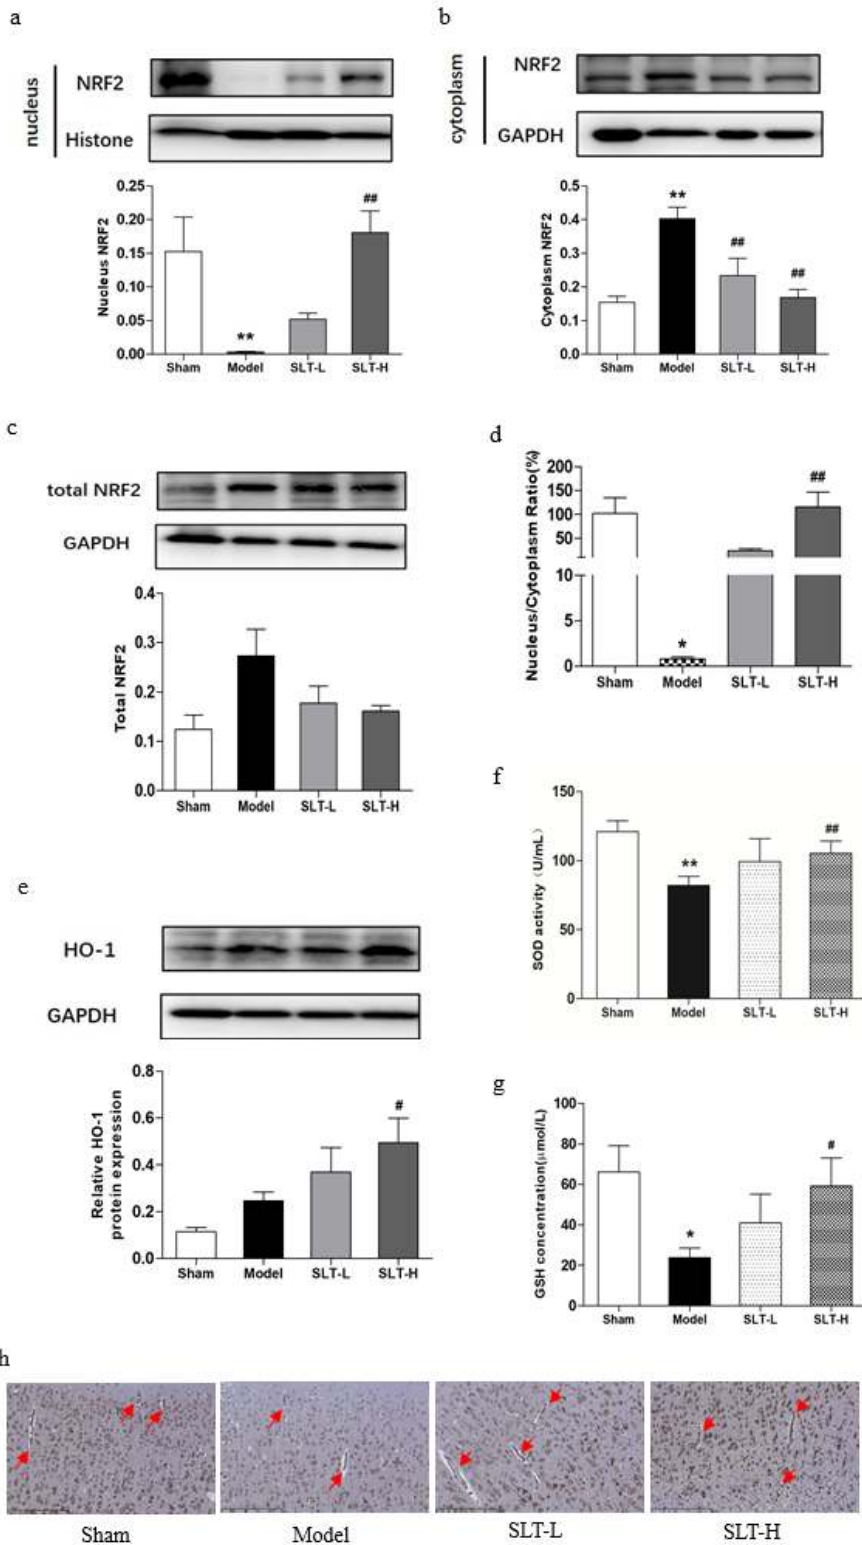 a
nucleus
NRF2
Histone
Nucleus NRF2
0.25
0.20
0.15
0.10
0.05
0.00
**
##
Sham Model SLT-L SLT-H
b
cytoplasm
NRF2
GAPDH
Cytoplasm NRF2
0.5
0.4
0.3
0.2
0.1
0.0
**
##
##
Sham Model SLT-L SLT-H
c
total NRF2
GAPDH
Total NRF2
0.4
0.3
0.2
0.1
0.0
Sham Model SLT-L SLT-H
d
Nucleus/Cytoplasm Ratio(%)
200
150
100
50
10
5
0
*
##
Sham Model SLT-L SLT-H
e
HO-1
GAPDH
Relative HO-1
protein expression
0.8
0.6
0.4
0.2
0.0
#
Sham Model SLT-L SLT-H
f
SOD activity（U/mL）
150
100
50
0
**
##
Sham Model SLT-L SLT-H
g
GSH concentration(μmol/L)
100
80
60
40
20
0
*
#
Sham Model SLT-L SLT-H
h
Sham Model SLT-L SLT-H